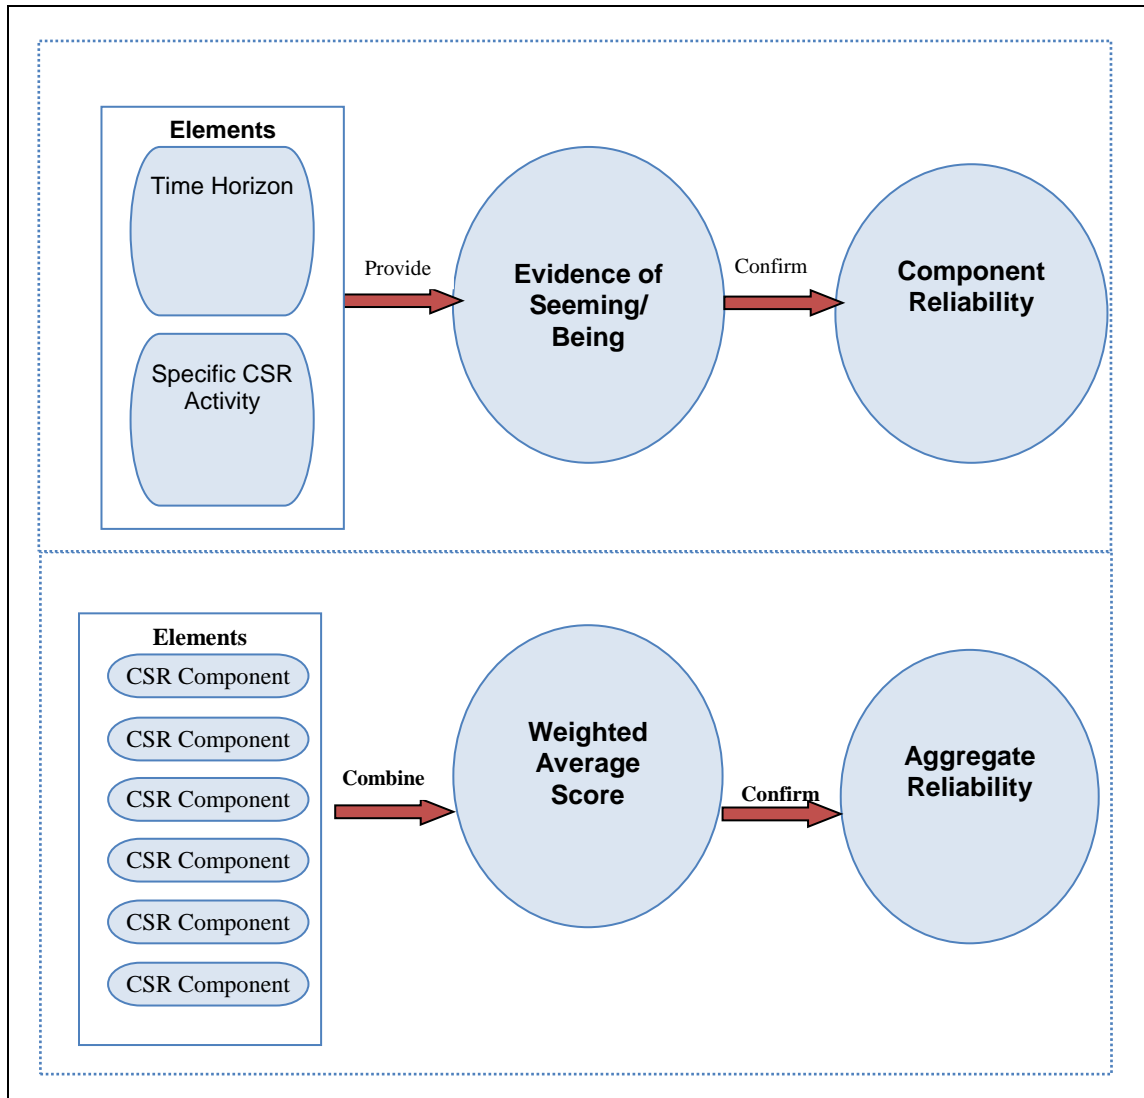 Elements
Time Horizon
Specific CSR
Activity
Provide
Evidence of
Seeming/
Being
Confirm
Component
Reliability
Elements
CSR Component
CSR Component
CSR Component
CSR Component
CSR Component
CSR Component
Combine
Weighted
Average
Score
Confirm
Aggregate
Reliability